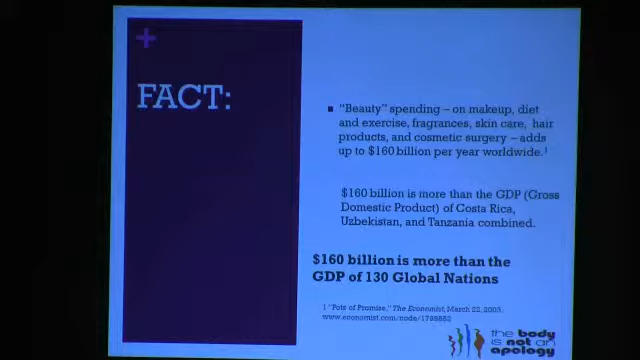 +
FACT:
"Beauty" spending – on makeup, diet
and exercise, fragrances, skin care, hair
products, and cosmetic surgery – adds
up to $160 billion per year worldwide.1
$160 billion is more than the GDP (Gross
Domestic Product) of Costa Rica,
Uzbekistan, and Tanzania combined.
$160 billion is more than the
GDP of 130 Global Nations
1 "Pots of Promise," The Economist, March 22, 2003.
www.economist.com/node/1795852
the body
is not an
apology